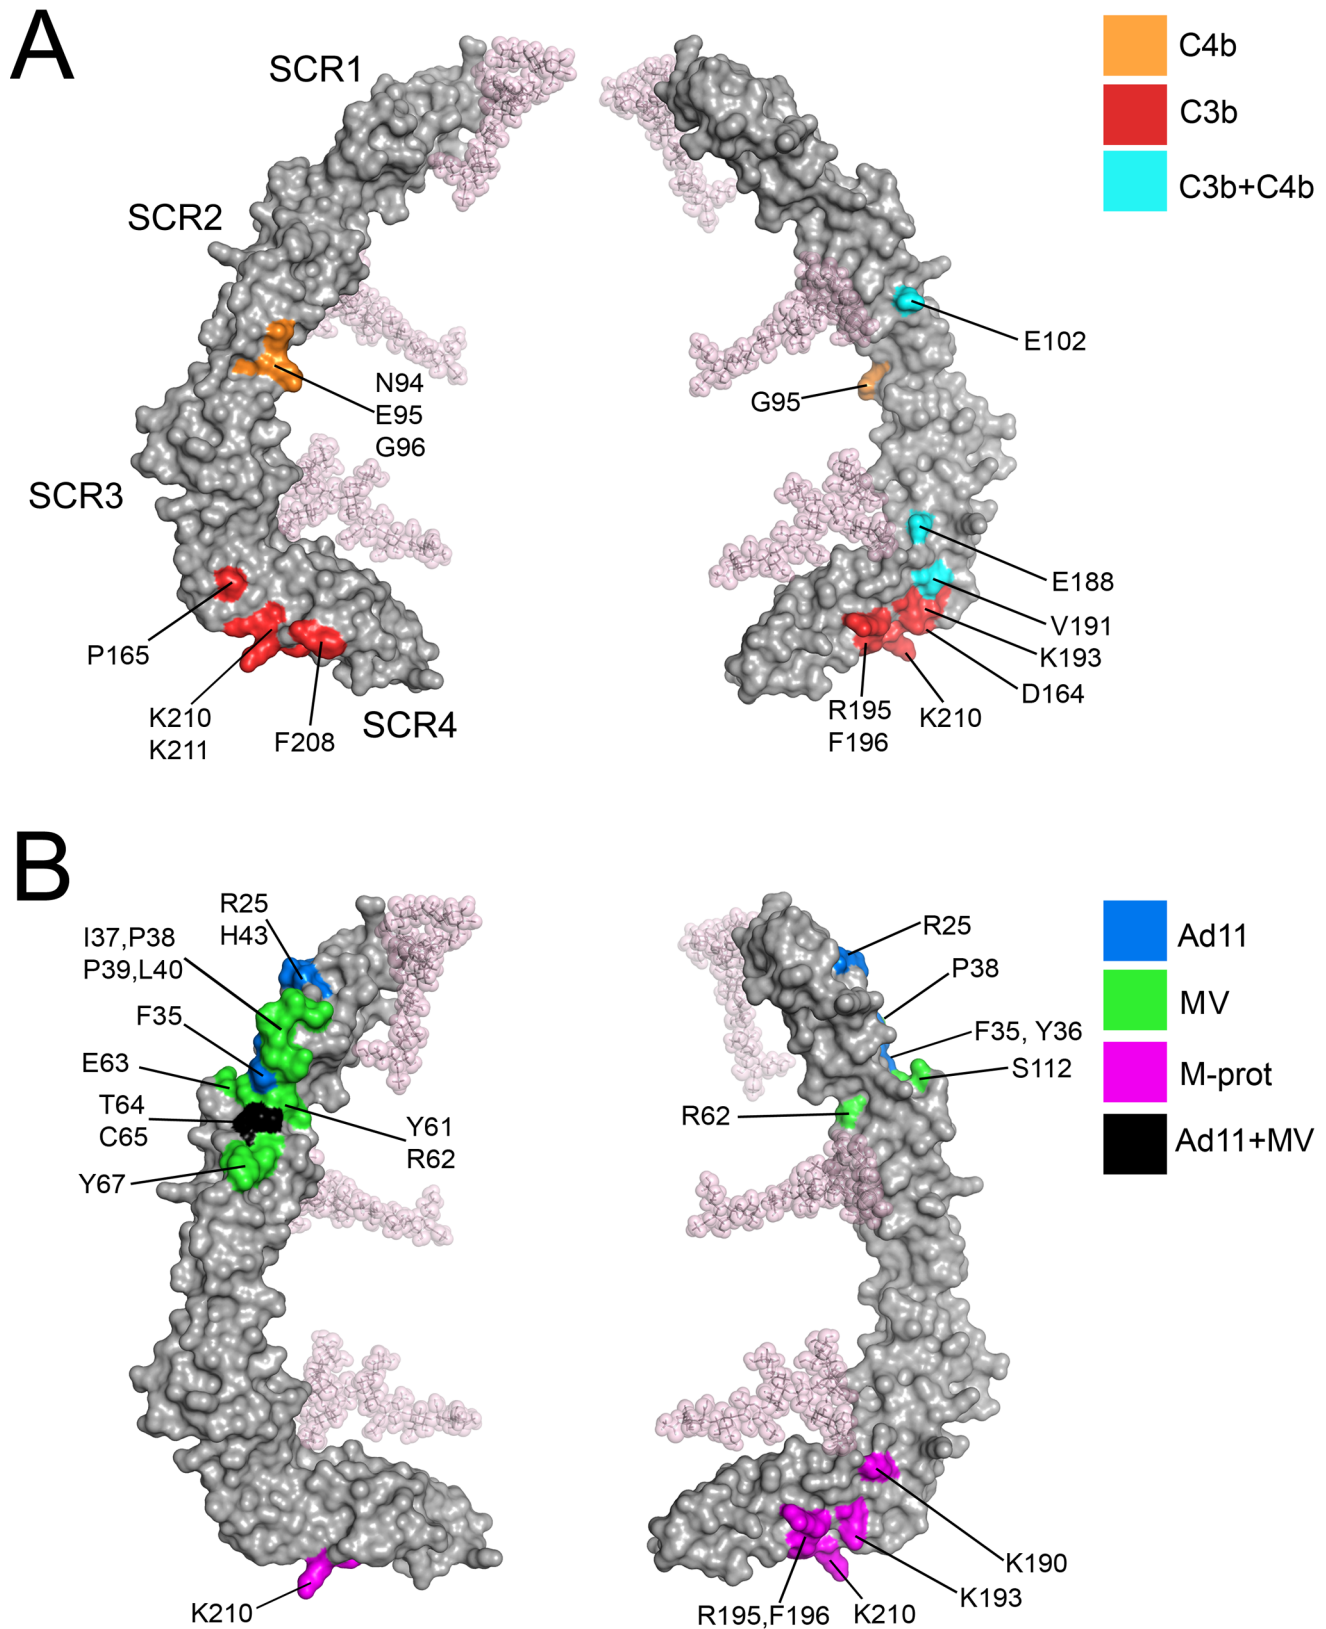 A
SCR1
SCR2
SCR3
SCR4
N94
E95
G96
P165
K210
K211
F208
C4b
C3b
C3b+C4b
E102
G95
E188
V191
K193
D164
R195
F196
K210
B
R25
H43
I37,P38
P39,L40
F35
E63
T64
C65
Y67
Y61
R62
K210
Ad11
MV
M-prot
Ad11+MV
R25
P38
F35, Y36
S112
R62
K190
K193
R195,F196
K210